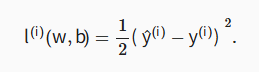 l⁽ⁱ⁾(w,b) = 1/2 (ŷ⁽ⁱ⁾ − y⁽ⁱ⁾)².